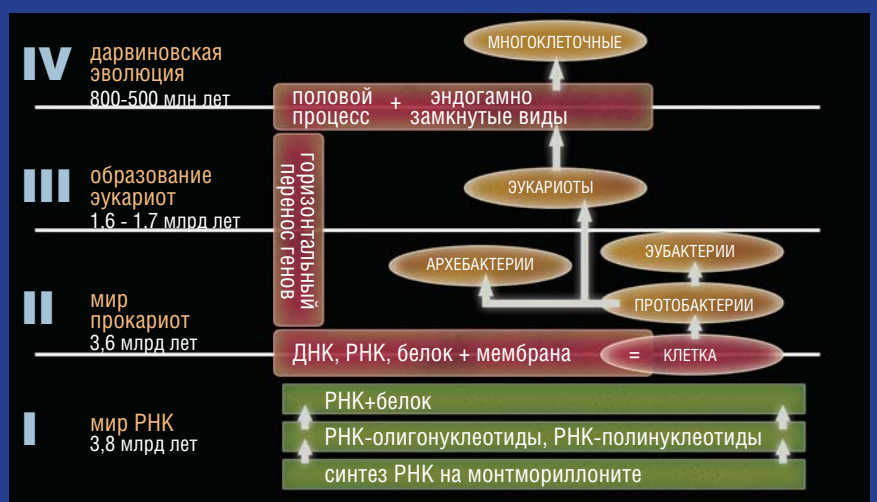 IV
дарвиновская
эволюция
800-500 млн лет
МНОГОКЛЕТОЧНЫЕ
половой + эндогамно
процесс замкнутые виды
III
образование
эукариот
1,6 - 1,7 млрд лет
горизонтальный
перенос генов
ЭУКАРИОТЫ
АРХЕБАКТЕРИИ
ЭУБАКТЕРИИ
II
мир
прокариот
3,6 млрд лет
ПРОТОБАКТЕРИИ
ДНК, РНК, белок + мембрана = КЛЕТКА
I
мир РНК
3,8 млрд лет
РНК+белок
РНК-олигонуклеотиды, РНК-полинуклеотиды
синтез РНК на монтмориллоните